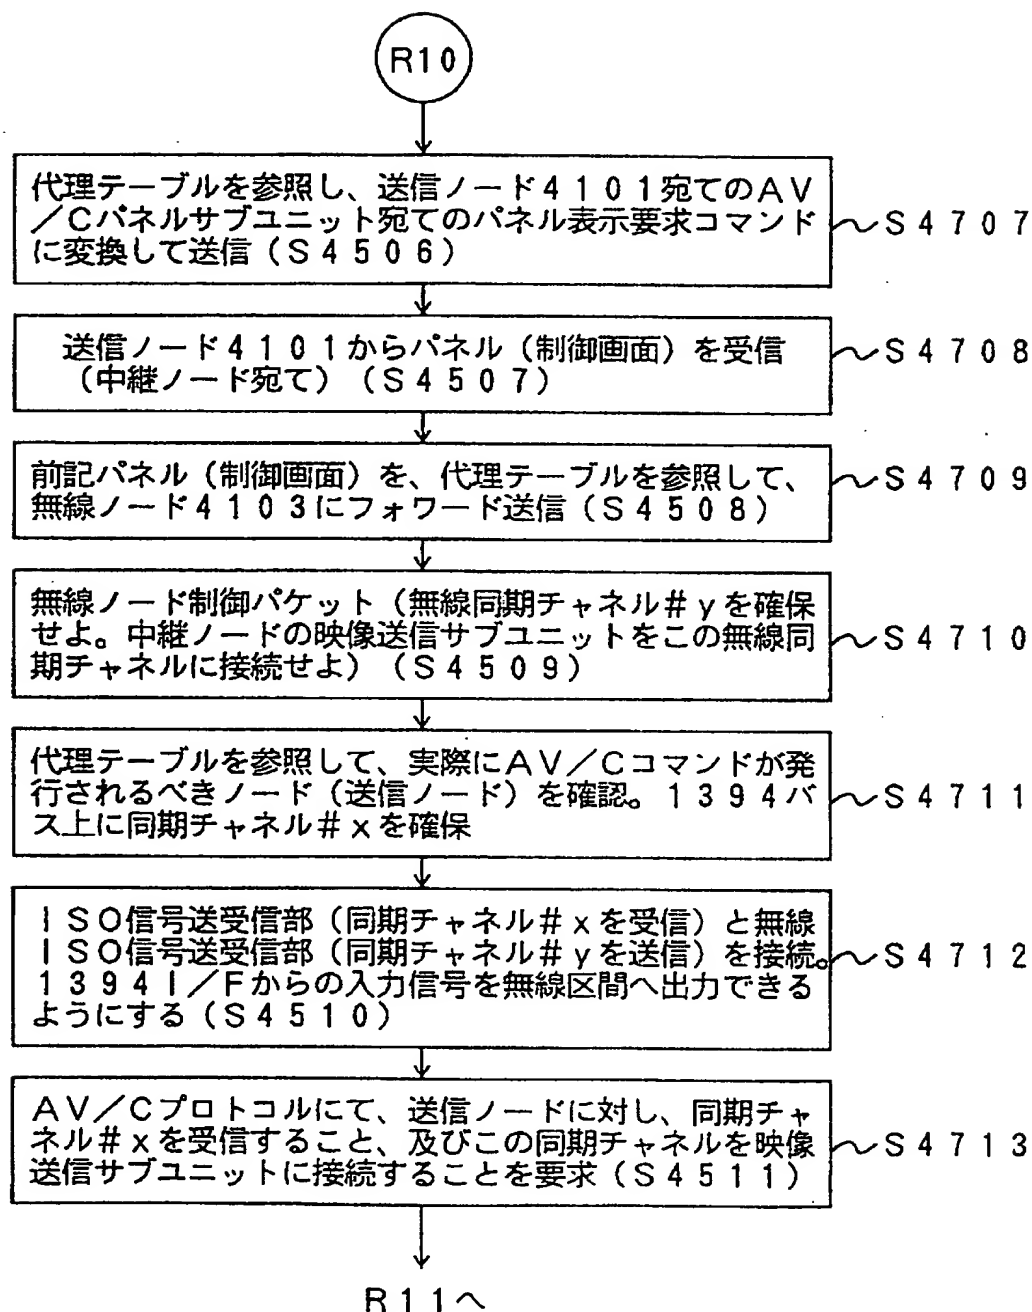 R10
代理テーブルを参照し、送信ノード4101宛てのAV
/Cパネルサブユニット宛てのパネル表示要求コマンド
に変換して送信(S4506)
~S4707
送信ノード4101からパネル(制御画面)を受信
(中継ノード宛て)(S4507)
~S4708
前記パネル(制御画面)を、代理テーブルを参照して、
無線ノード4103にフォワード送信(S4508)
~S4709
無線ノード制御パケット(無線同期チャネル#yを確保
せよ。中継ノードの映像送信サブユニットをこの無線同
期チャネルに接続せよ)(S4509)
~S4710
代理テーブルを参照して、実際にAV/Cコマンドが発
行されるべきノード(送信ノード)を確認。1394バ
ス上に同期チャネル#xを確保
~S4711
ISO信号送受信部(同期チャネル#xを受信)と無線
ISO信号送受信部(同期チャネル#yを送信)を接続。
1394I/Fからの入力信号を無線区間へ出力できる
ようにする(S4510)
~S4712
AV/Cプロトコルにて、送信ノードに対し、同期チャ
ネル#xを受信すること、及びこの同期チャネルを映像
送信サブユニットに接続することを要求(S4511)
~S4713
R11へ